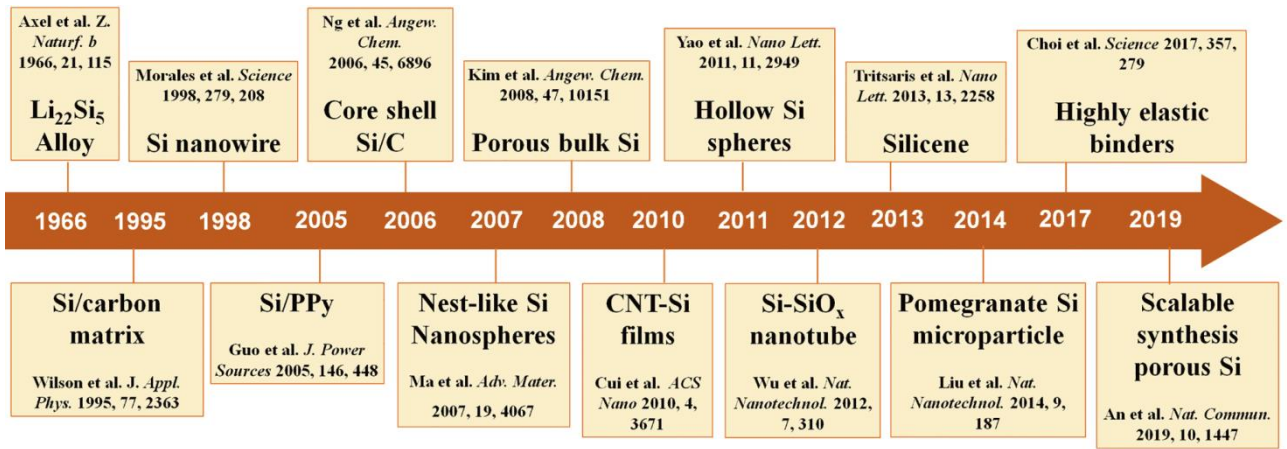 Axel et al. Z.
Naturf. b
1966, 21, 115
Li22Si5
Alloy
Morales et al. Science
1998, 279, 208
Si nanowire
Ng et al. Angew.
Chem.
2006, 45, 6896
Core shell
Si/C
Kim et al. Angew. Chem.
2008, 47, 10151
Porous bulk Si
Yao et al. Nano Lett.
2011, 11, 2949
Hollow Si
spheres
Tritsaris et al. Nano
Lett. 2013, 13, 2258
Silicene
Choi et al. Science 2017, 357,
279
Highly elastic
binders
1966 1995 1998 2005 2006 2007 2008 2010 2011 2012 2013 2014 2017 2019
Si/carbon
matrix
Wilson et al. J. Appl.
Phys. 1995, 77, 2363
Si/PPy
Guo et al. J. Power
Sources 2005, 146, 448
Nest-like Si
Nanospheres
Ma et al. Adv. Mater.
2007, 19, 4067
CNT-Si
films
Cui et al. ACS
Nano 2010, 4,
3671
Si-SiOx
nanotube
Wu et al. Nat.
Nanotechnol. 2012,
7, 310
Pomegranate Si
microparticle
Liu et al. Nat.
Nanotechnol. 2014, 9,
187
Scalable
synthesis
porous Si
An et al. Nat. Commun.
2019, 10, 1447